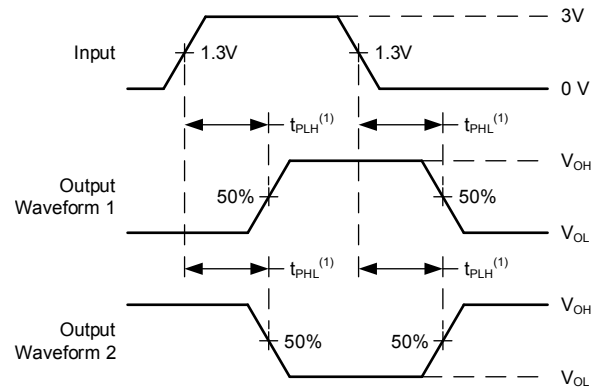 3V
Input
1.3V
1.3V
0 V
tPLH(1)
tPHL(1)
VOH
Output
Waveform 1
50%
50%
VOL
tPHL(1)
tPLH(1)
VOH
Output
Waveform 2
50%
50%
VOL